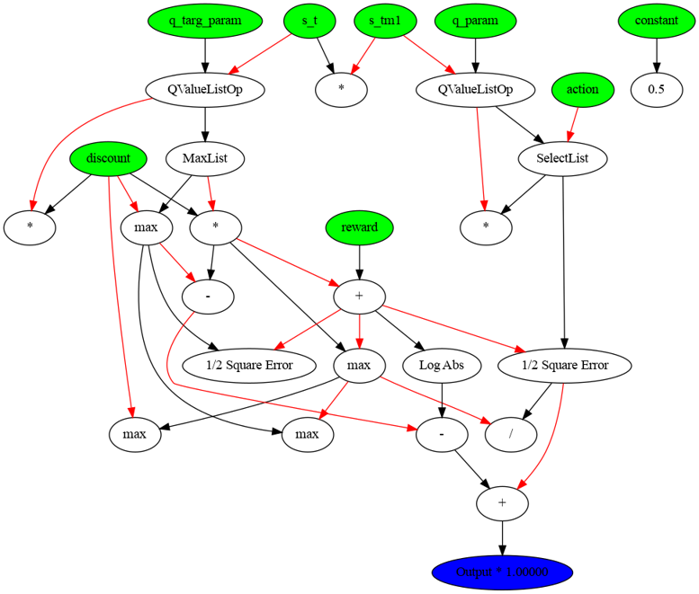 q_targ_param
s_t
s_tm1
q_param
constant
QValueListOp
*
QValueListOp
action
0.5
discount
MaxList
SelectList
*
max
*
reward
*
-
+
1/2 Square Error
max
Log Abs
1/2 Square Error
max
max
-
/
+
Output * 1.00000